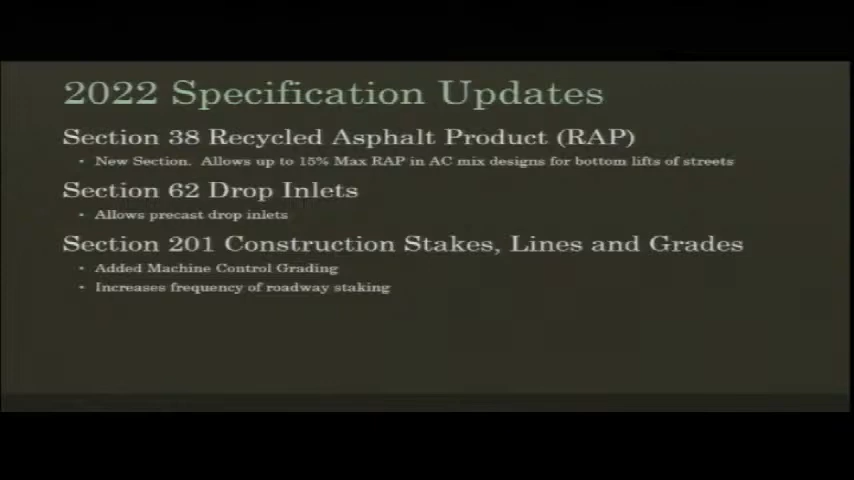 2022 Specification Updates
Section 38 Recycled Asphalt Product (RAP)
• New Section. Allows up to 15% Max RAP in AC mix designs for bottom lifts of streets
Section 62 Drop Inlets
• Allows precast drop inlets
Section 201 Construction Stakes, Lines and Grades
• Added Machine Control Grading
• Increases frequency of roadway staking